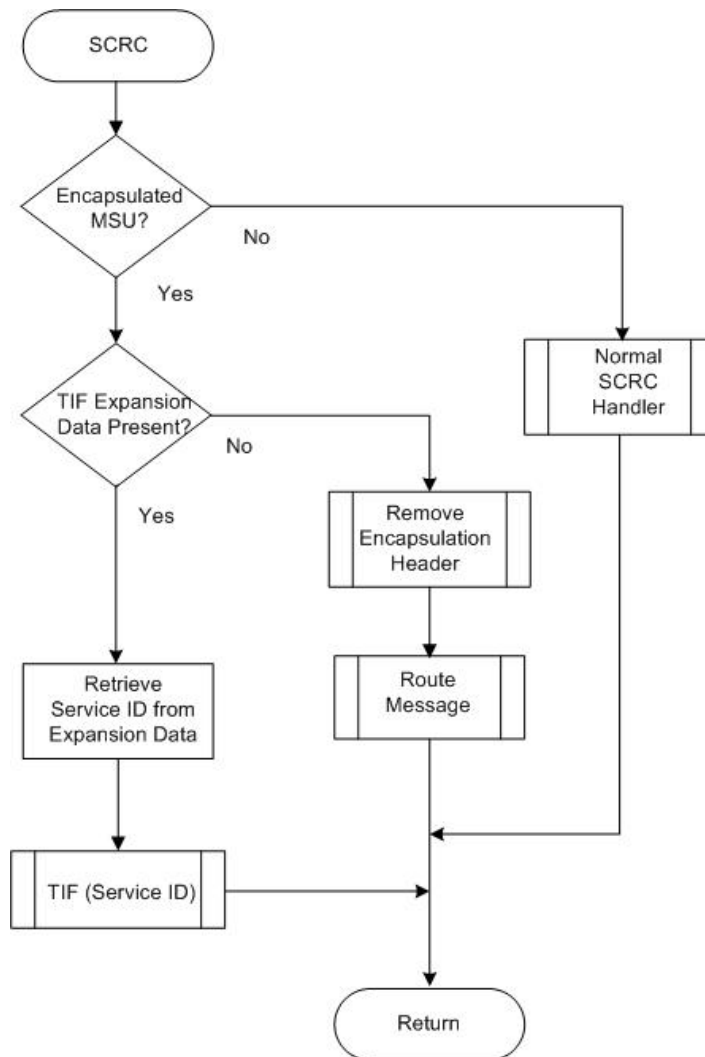 SCRC
Encapsulated
MSU?
No
Yes
Normal
SCRC
Handler
TIF Expansion
Data Present?
No
Yes
Remove
Encapsulation
Header
Retrieve
Service ID from
Expansion Data
Route
Message
TIF (Service ID)
Return